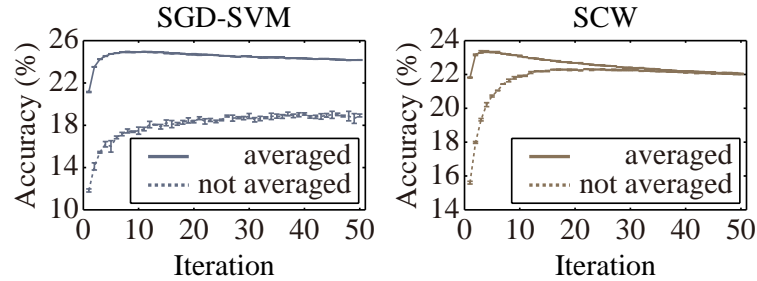 SGD-SVM
Accuracy (%)
26
22
18
14
10
averaged
not averaged
0 10 20 30 40 50
Iteration
SCW
Accuracy (%)
24
22
20
18
16
14
averaged
not averaged
0 10 20 30 40 50
Iteration